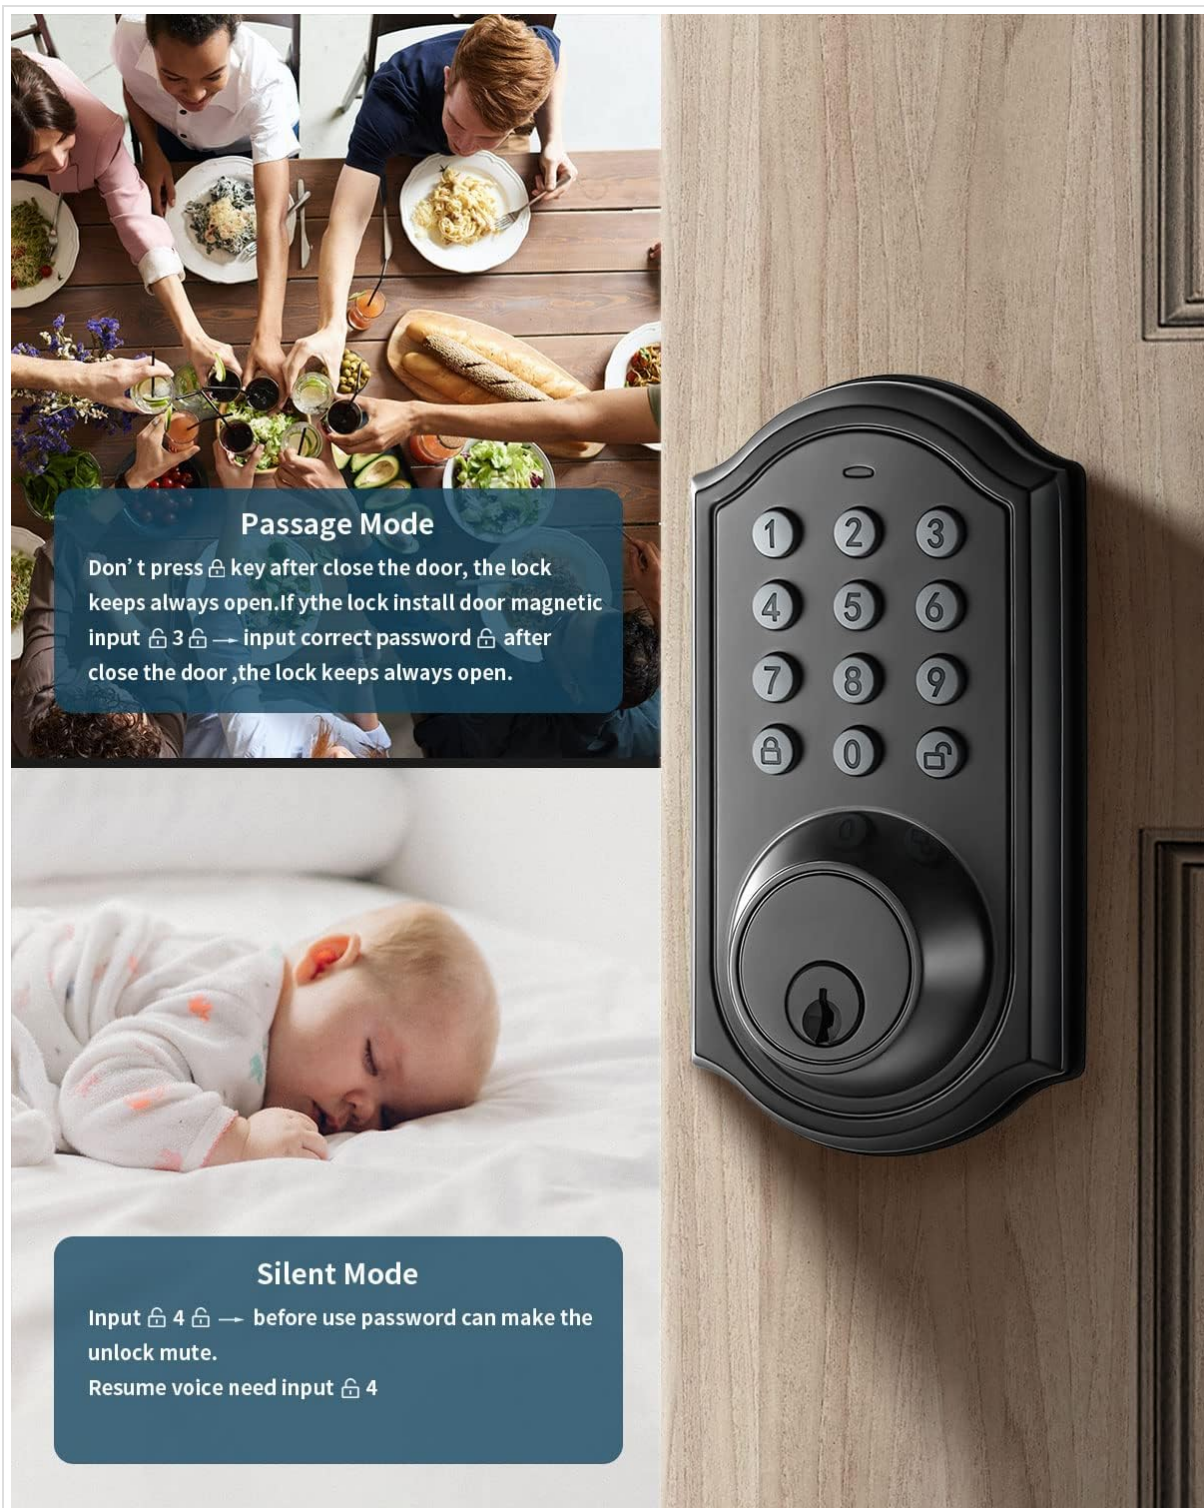 Passage Mode
Don't press 🔒 key after close the door, the lock
keeps always open.If ythe lock install door magnetic
input 🔓 3 🔓 → input correct password 🔓 after
close the door ,the lock keeps always open.
1 2 3
4 5 6
7 8 9
0
Silent Mode
Input 🔓 4 🔓 → before use password can make the
unlock mute.
Resume voice need input 🔓 4